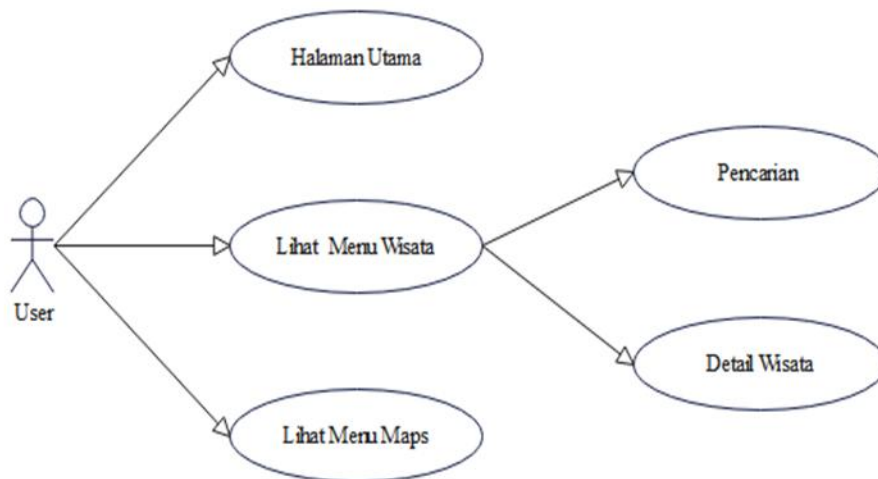 Halaman Utama
Pencarian
Lihat Menu Wisata
User
Detail Wisata
Lihat Menu Maps